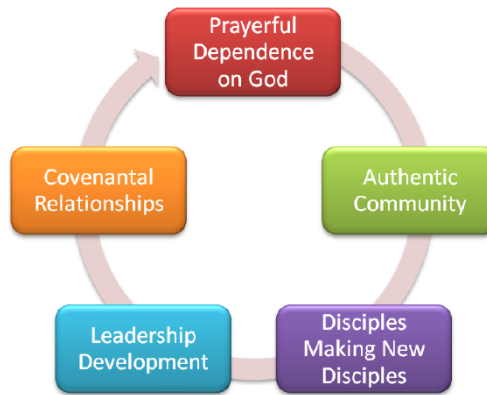 Prayerful
Dependence
on God
Authentic
Community
Disciples
Making New
Disciples
Leadership
Development
Covenantal
Relationships